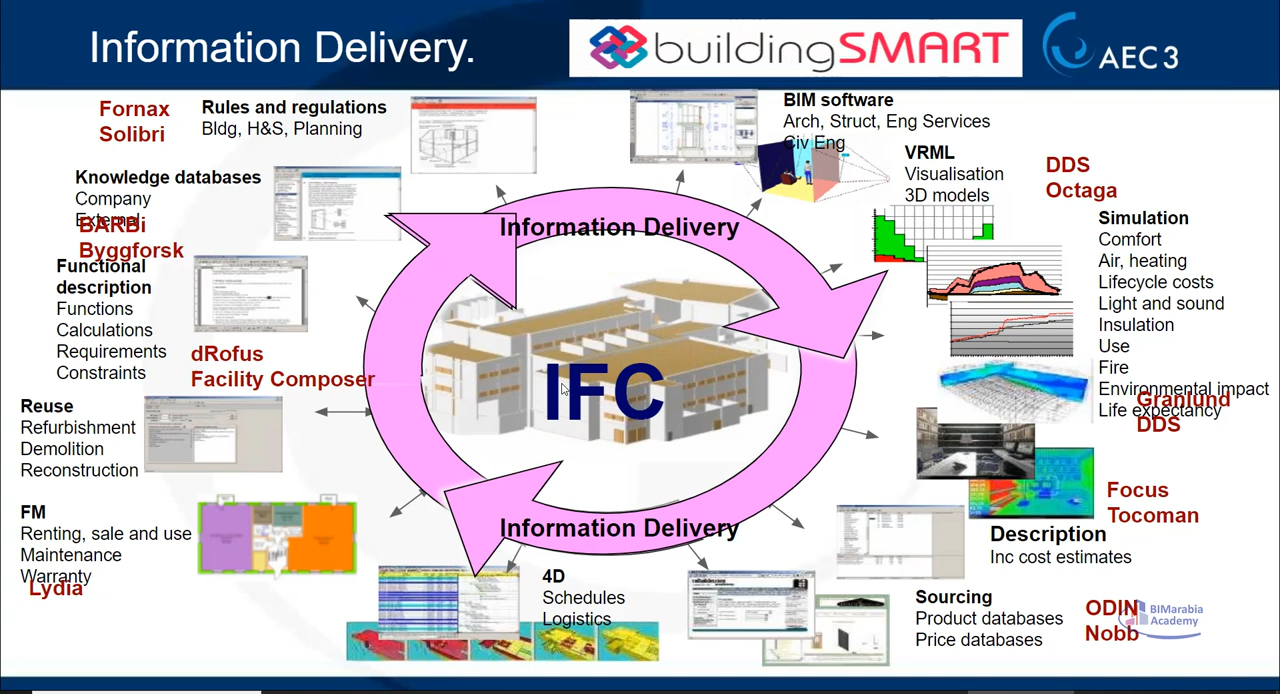 Information Delivery.
buildingSMART
AEC3
Fornax
Solibri
Rules and regulations
Bldg, H&S, Planning
BIM software
Arch, Struct, Eng Services
Civ Eng
VRML
Visualisation
3D models
DDS
Octaga
Knowledge databases
Company
External
BARBi
Byggforsk
Information Delivery
Simulation
Comfort
Air, heating
Lifecycle costs
Light and sound
Insulation
Use
Fire
Environmental impact
Life expectancy
Granlund
DDS
Functional
description
Functions
Calculations
Requirements
Constraints
dRofus
Facility Composer
IFC
Reuse
Refurbishment
Demolition
Reconstruction
Focus
Tocoman
Description
Inc cost estimates
FM
Renting, sale and use
Maintenance
Warranty
Lydia
Information Delivery
4D
Schedules
Logistics
Sourcing
Product databases
Price databases
ODIN
Nobb
BIMarabia
Academy